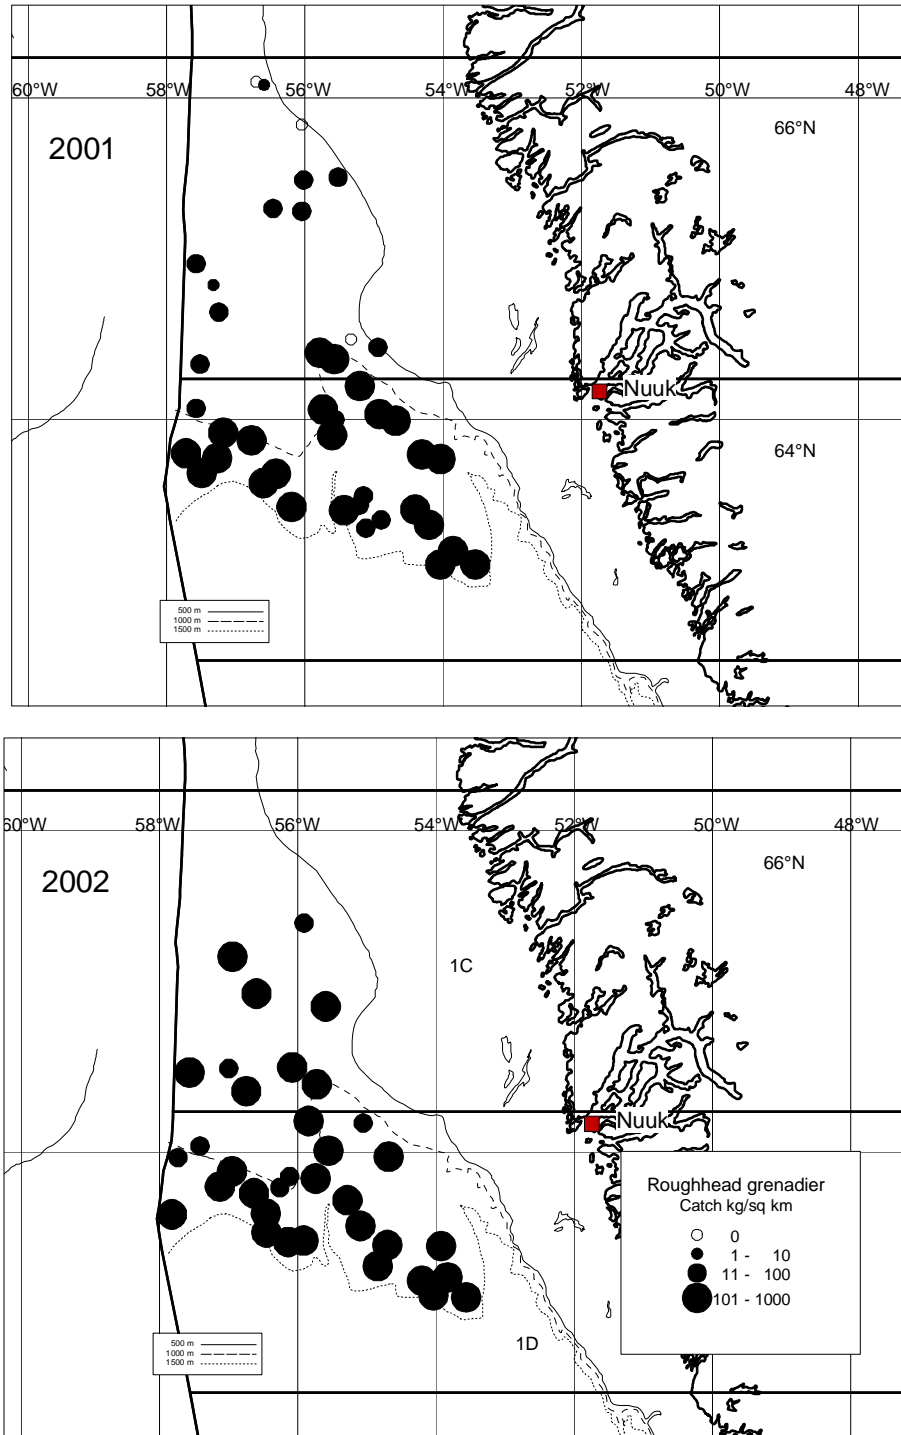 60°W 58°W 56°W 54°W 52°W 50°W 48°W
66°N
2001
Nuuk
64°N
500 m
1000 m
1500 m
60°W 58°W 56°W 54°W 52°W 50°W 48°W
66°N
2002
1C
Nuuk
Roughhead grenadier
Catch kg/sq km
0
1 - 10
11 - 100
101 - 1000
1D
500 m
1000 m
1500 m